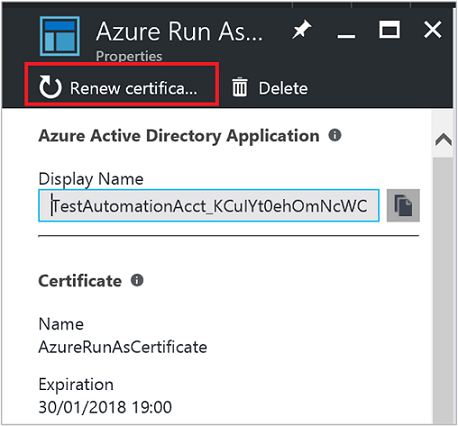 Azure Run As...
Properties
Renew certifica... Delete
Azure Active Directory Application
Display Name
TestAutomationAcct_KCuIYt0ehOmNcWC
Certificate
Name
AzureRunAsCertificate
Expiration
30/01/2018 19:00